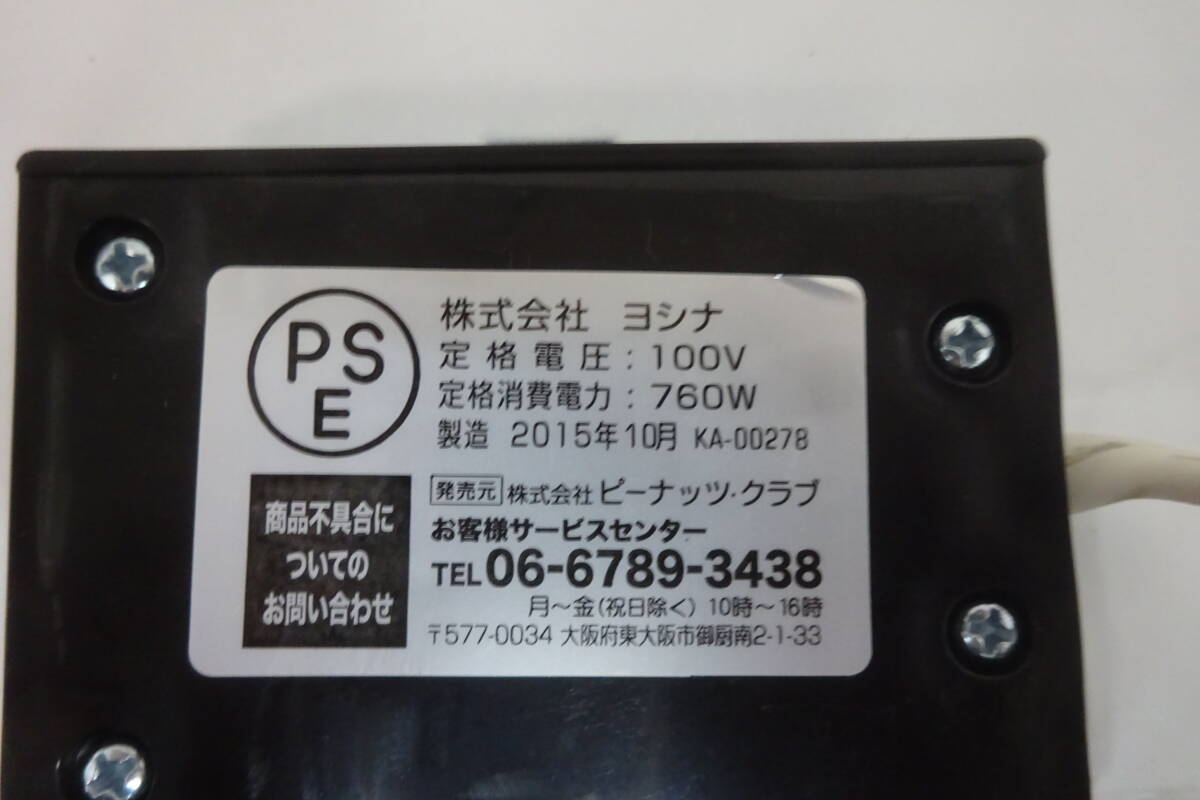 PS
E
株式会社 ヨシナ
定格電圧：100V
定格消費電力：760W
製造 2015年10月 KA-00278
商品不具合に
ついての
お問い合わせ
発売元 株式会社ピーナッツ・クラブ
お客様サービスセンター
TEL 06-6789-3438
月〜金(祝日除く) 10時〜16時
〒577-0034 大阪府東大阪市御厨南2-1-33